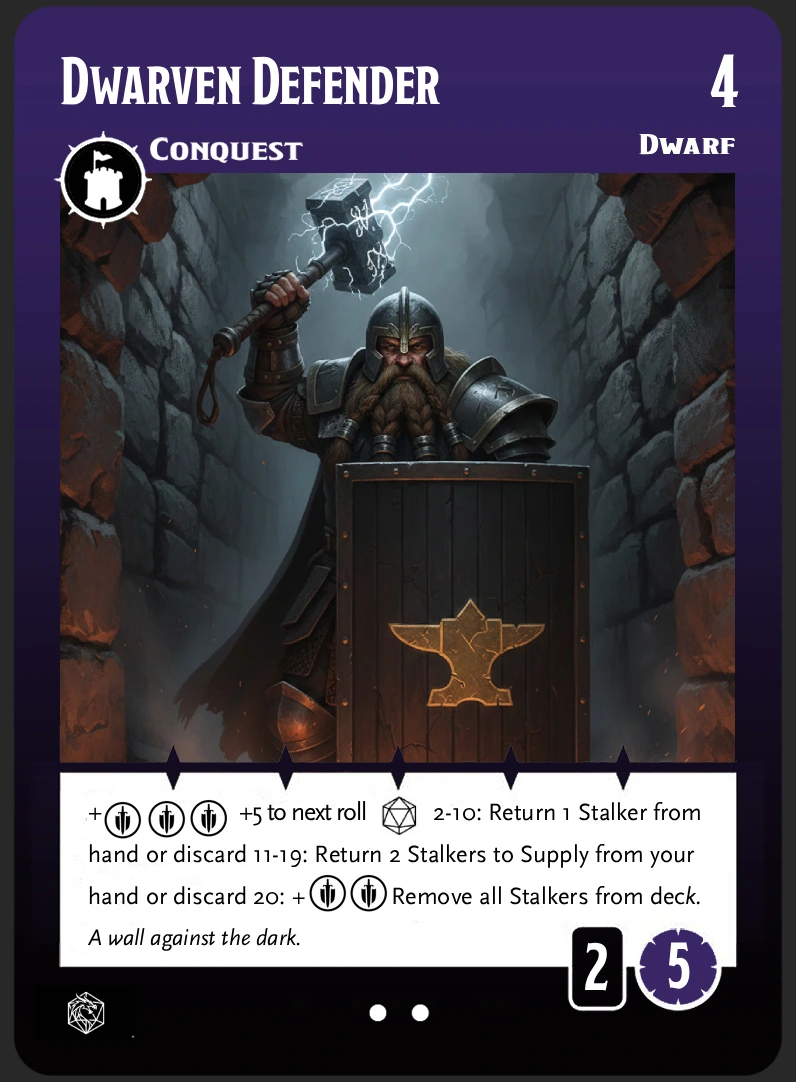 Dwarven Defender 4
Conquest Dwarf
+ +5 to next roll 2-10: Return 1 Stalker from
hand or discard 11-19: Return 2 Stalkers to Supply from your
hand or discard 20: + Remove all Stalkers from deck.
A wall against the dark.
2 5